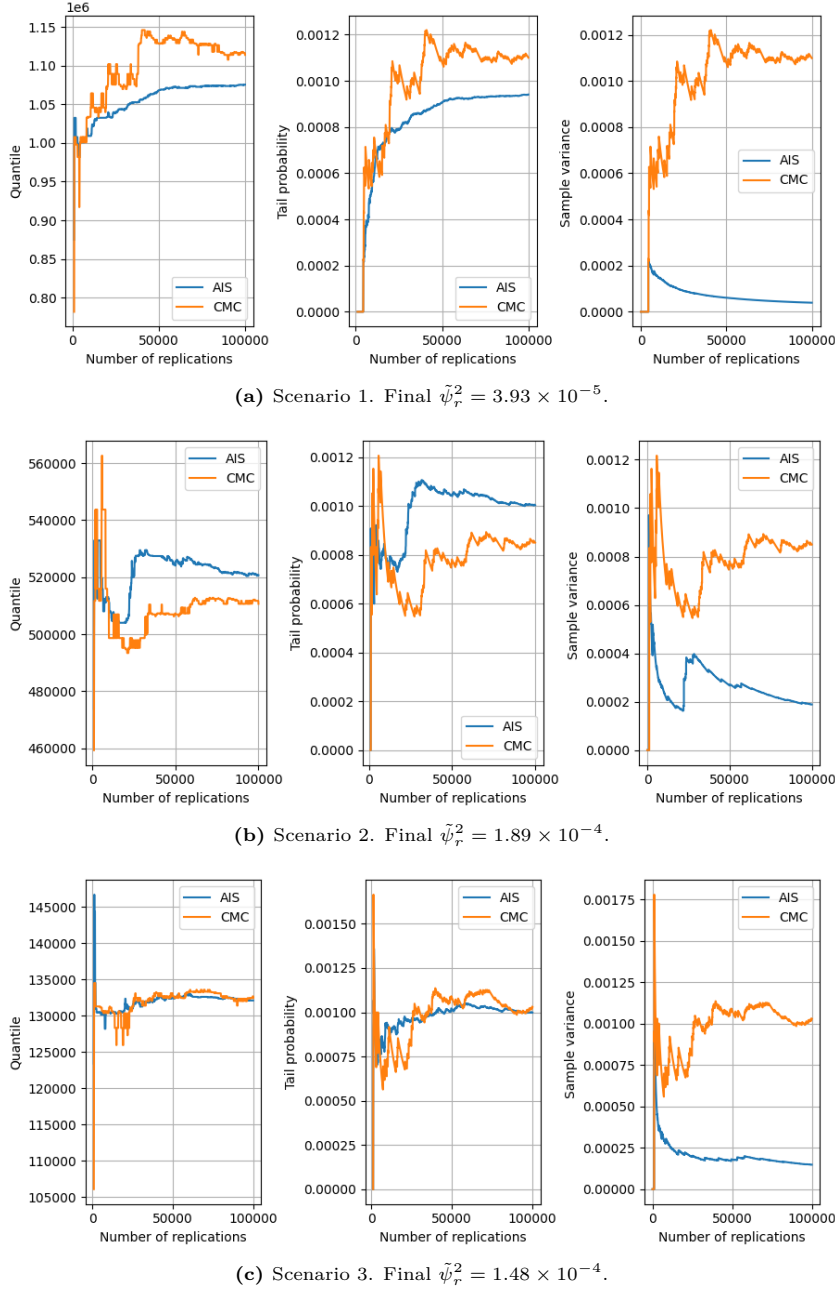 1e6
1.15
1.10
1.05
1.00
0.95
0.90
0.85
0.80
Quantile
AIS
CMC
0 50000 100000
Number of replications
0.0012
0.0010
0.0008
0.0006
0.0004
0.0002
0.0000
Tail probability
AIS
CMC
0 50000 100000
Number of replications
0.0012
0.0010
0.0008
0.0006
0.0004
0.0002
0.0000
Sample variance
AIS
CMC
0 50000 100000
Number of replications
(a) Scenario 1. Final ψ̃²ᵣ = 3.93 × 10⁻⁵.
560000
540000
520000
500000
480000
460000
Quantile
AIS
CMC
0 50000 100000
Number of replications
0.0012
0.0010
0.0008
0.0006
0.0004
0.0002
0.0000
Tail probability
AIS
CMC
0 50000 100000
Number of replications
0.0012
0.0010
0.0008
0.0006
0.0004
0.0002
0.0000
Sample variance
AIS
CMC
0 50000 100000
Number of replications
(b) Scenario 2. Final ψ̃²ᵣ = 1.89 × 10⁻⁴.
145000
140000
135000
130000
125000
120000
115000
110000
105000
Quantile
AIS
CMC
0 50000 100000
Number of replications
0.00150
0.00125
0.00100
0.00075
0.00050
0.00025
0.00000
Tail probability
AIS
CMC
0 50000 100000
Number of replications
0.00175
0.00150
0.00125
0.00100
0.00075
0.00050
0.00025
0.00000
Sample variance
AIS
CMC
0 50000 100000
Number of replications
(c) Scenario 3. Final ψ̃²ᵣ = 1.48 × 10⁻⁴.